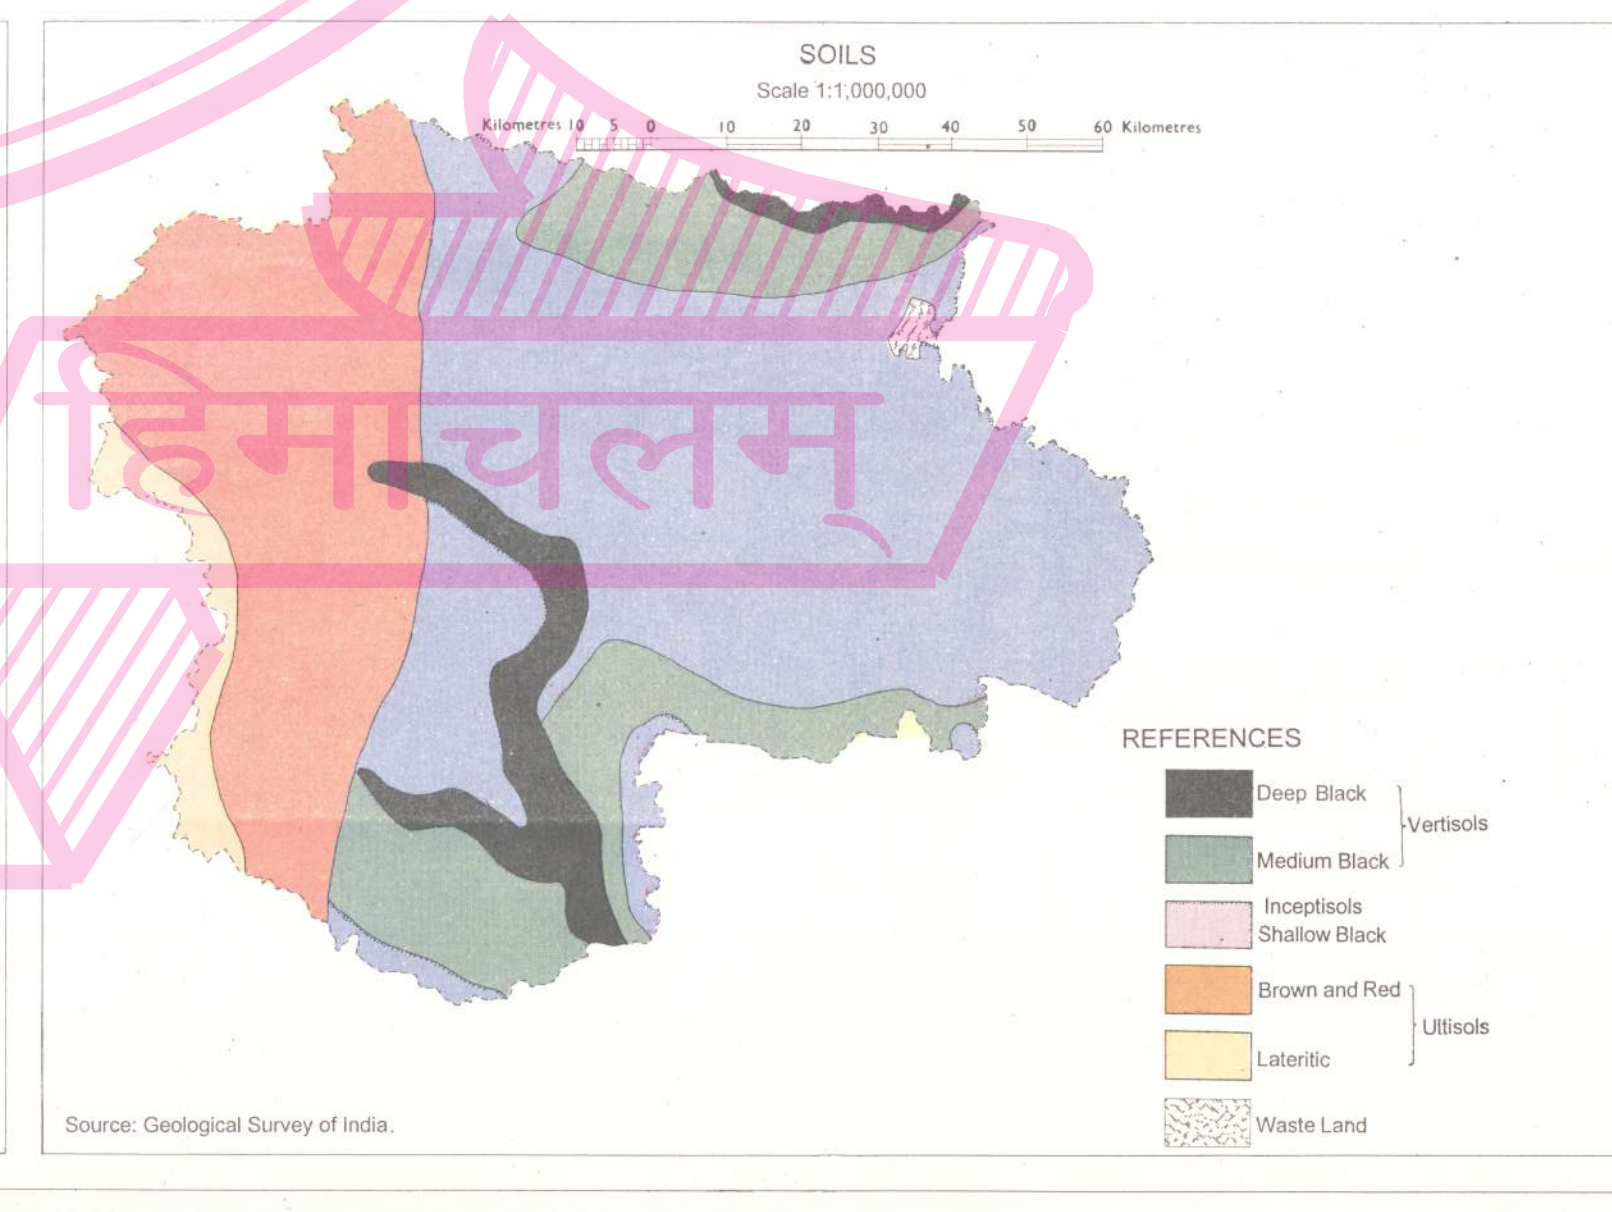 SOILS
Scale 1:1,000,000
Kilometres 10 5 0 10 20 30 40 50 60 Kilometres
हिमाचलम्
REFERENCES
Deep Black
Vertisols
Medium Black
Inceptisols
Shallow Black
Brown and Red
Ultisols
Lateritic
Waste Land
Source: Geological Survey of India.